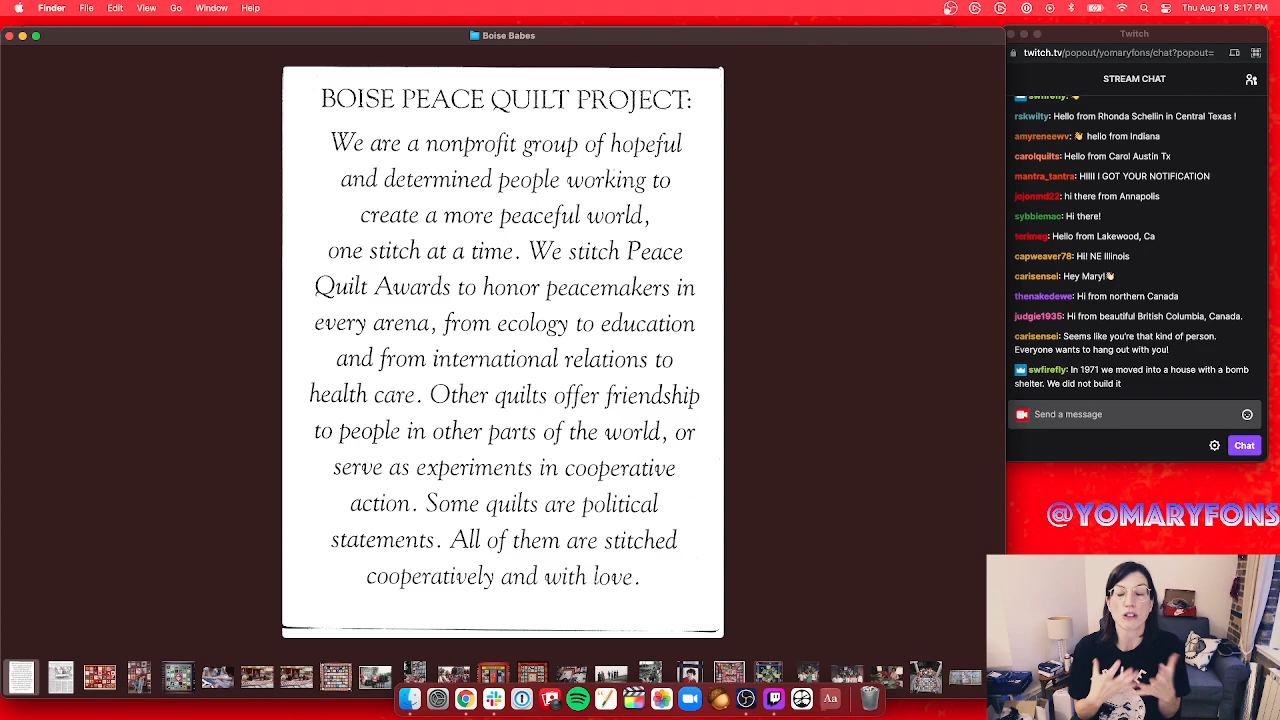 Finder File Edit View Go Window Help
Thu Aug 19 8:17 PM
Boise Babes
BOISE PEACE QUILT PROJECT:
We are a nonprofit group of hopeful
and determined people working to
create a more peaceful world,
one stitch at a time. We stitch Peace
Quilt Awards to honor peacemakers in
every arena, from ecology to education
and from international relations to
health care. Other quilts offer friendship
to people in other parts of the world, or
serve as experiments in cooperative
action. Some quilts are political
statements. All of them are stitched
cooperatively and with love.
Aa
Twitch
twitch.tv/popout/yomaryfons/chat?popout=
STREAM CHAT
swfirefly: 👋
rskwilty: Hello from Rhonda Schellin in Central Texas !
amyreneewv: 👋 hello from Indiana
carolquilts: Hello from Carol Austin Tx
mantra_tantra: HIIII I GOT YOUR NOTIFICATION
jojonmd22: hi there from Annapolis
sybbiemac: Hi there!
terimeg: Hello from Lakewood, Ca
capweaver78: Hi! NE Illinois
carisensei: Hey Mary!👋
thenakedewe: Hi from northern Canada
judgie1935: Hi from beautiful British Columbia, Canada.
carisensei: Seems like you're that kind of person.
Everyone wants to hang out with you!
swfirefly: In 1971 we moved into a house with a bomb
shelter. We did not build it
Send a message
Chat
@YOMARYFONS